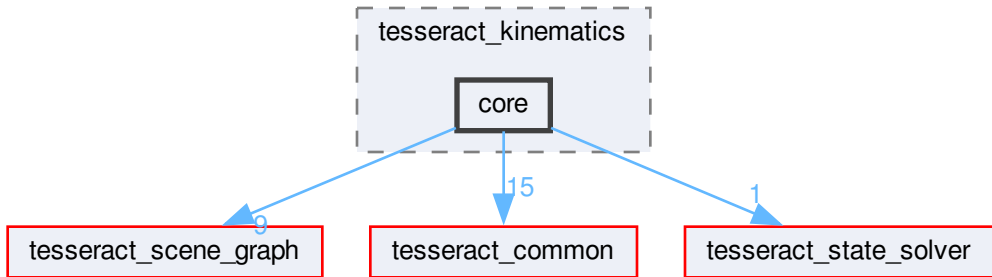 tesseract_kinematics
core
9
15
1
tesseract_scene_graph
tesseract_common
tesseract_state_solver